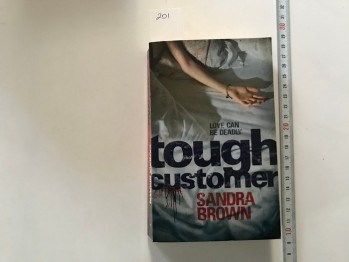 201
LOVE CAN
BE DEADLY
tough
customer
SANDRA
BROWN